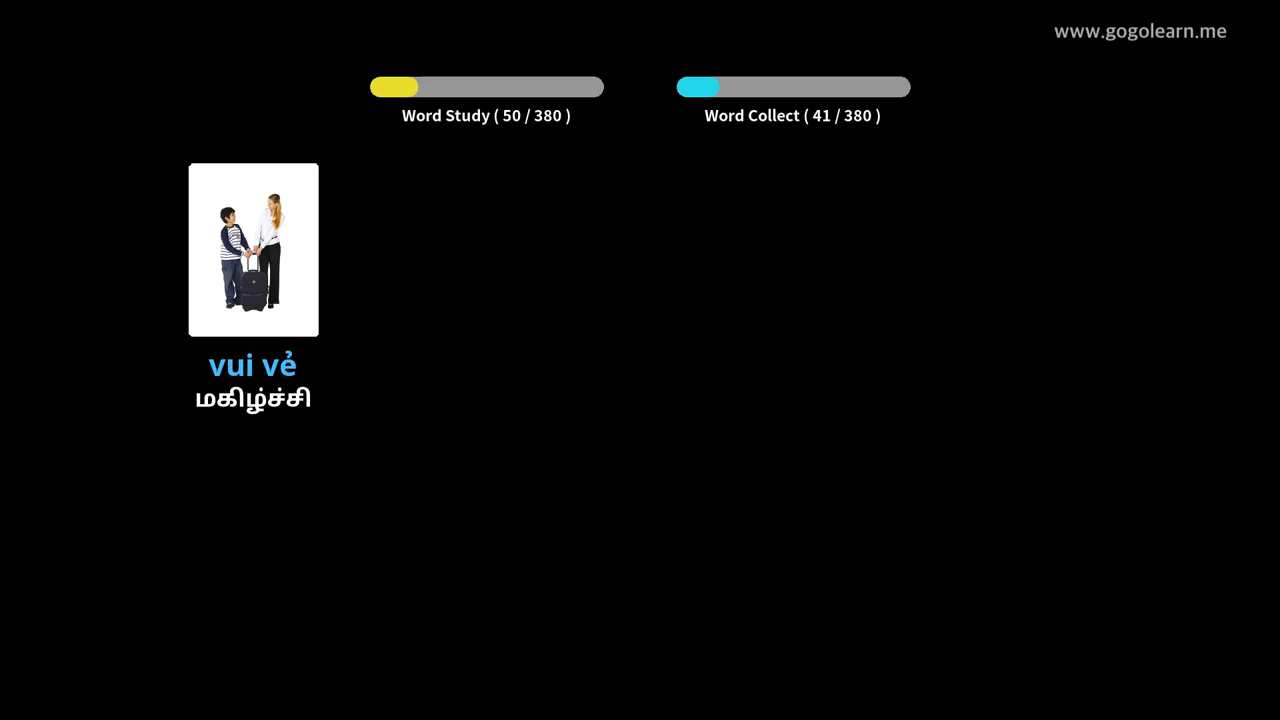 www.gogolearn.me
Word Study ( 50 / 380 )
Word Collect ( 41 / 380 )
vui vẻ
மகிழ்ச்சி